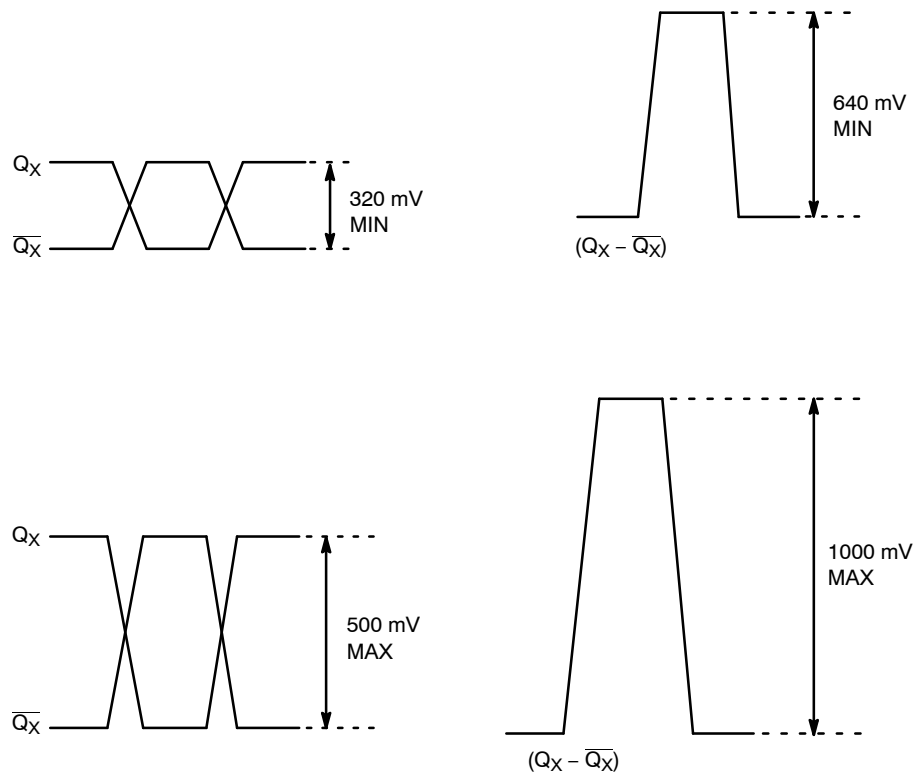 Q_X
Q̅_X̅
320 mV
MIN
640 mV
MIN
(Q_X – Q̅_X̅)
Q_X
Q̅_X̅
500 mV
MAX
1000 mV
MAX
(Q_X – Q̅_X̅)